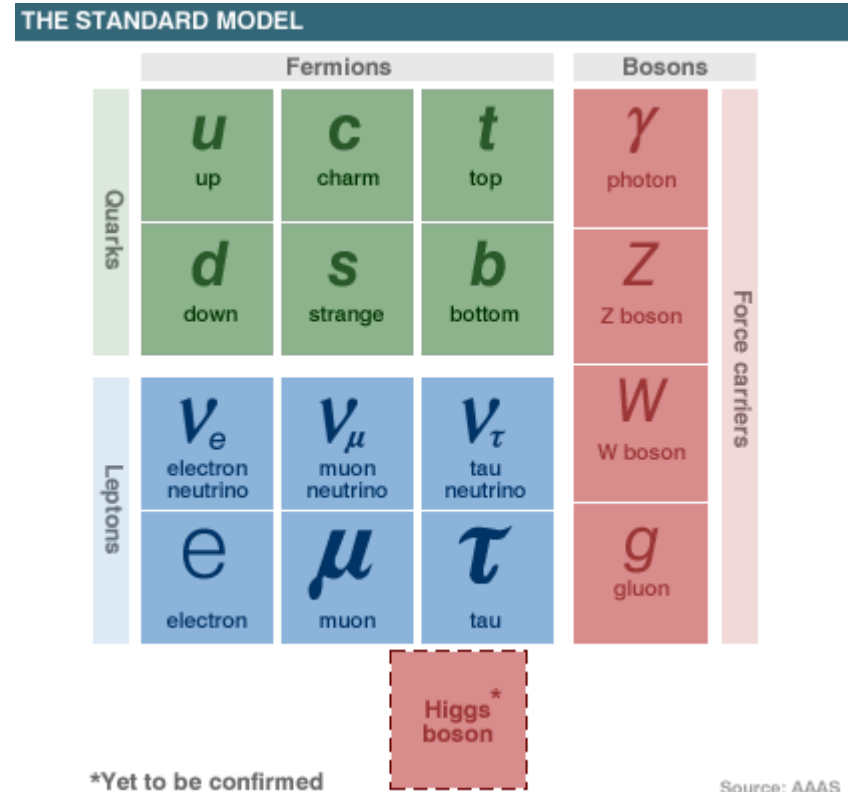 THE STANDARD MODEL
Fermions
Bosons
Quarks
u
up
c
charm
t
top
γ
photon
d
down
s
strange
b
bottom
Z
Z boson
Force carriers
Leptons
νe
electron
neutrino
νμ
muon
neutrino
ντ
tau
neutrino
W
W boson
e
electron
μ
muon
τ
tau
g
gluon
Higgs*
boson
*Yet to be confirmed
Source: AAAS